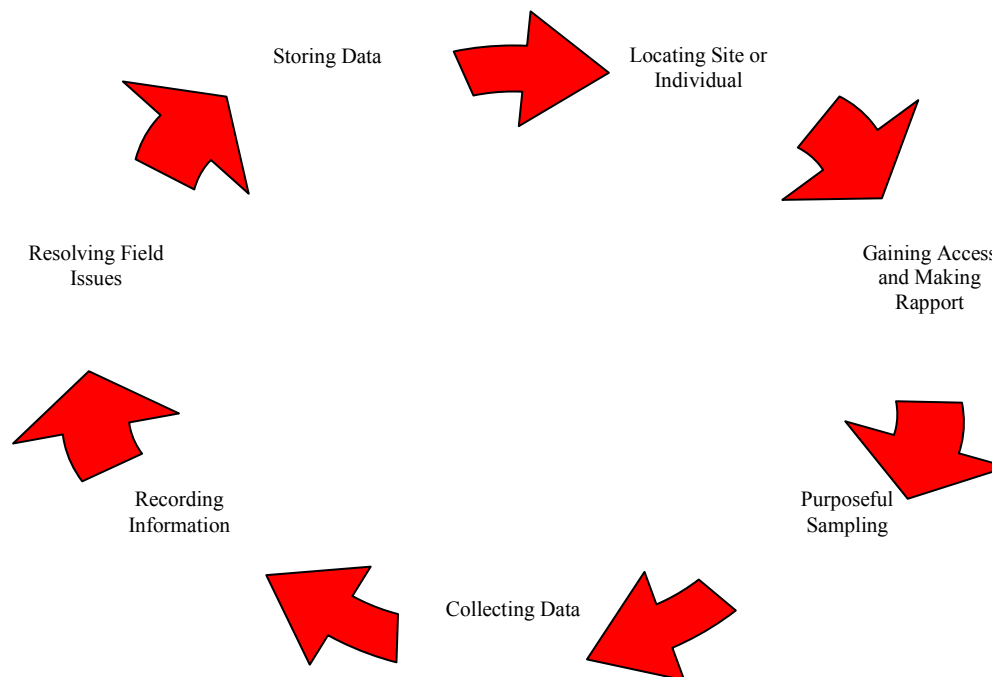 Storing Data
Locating Site or
Individual
Gaining Access
and Making
Rapport
Purposeful
Sampling
Collecting Data
Recording
Information
Resolving Field
Issues